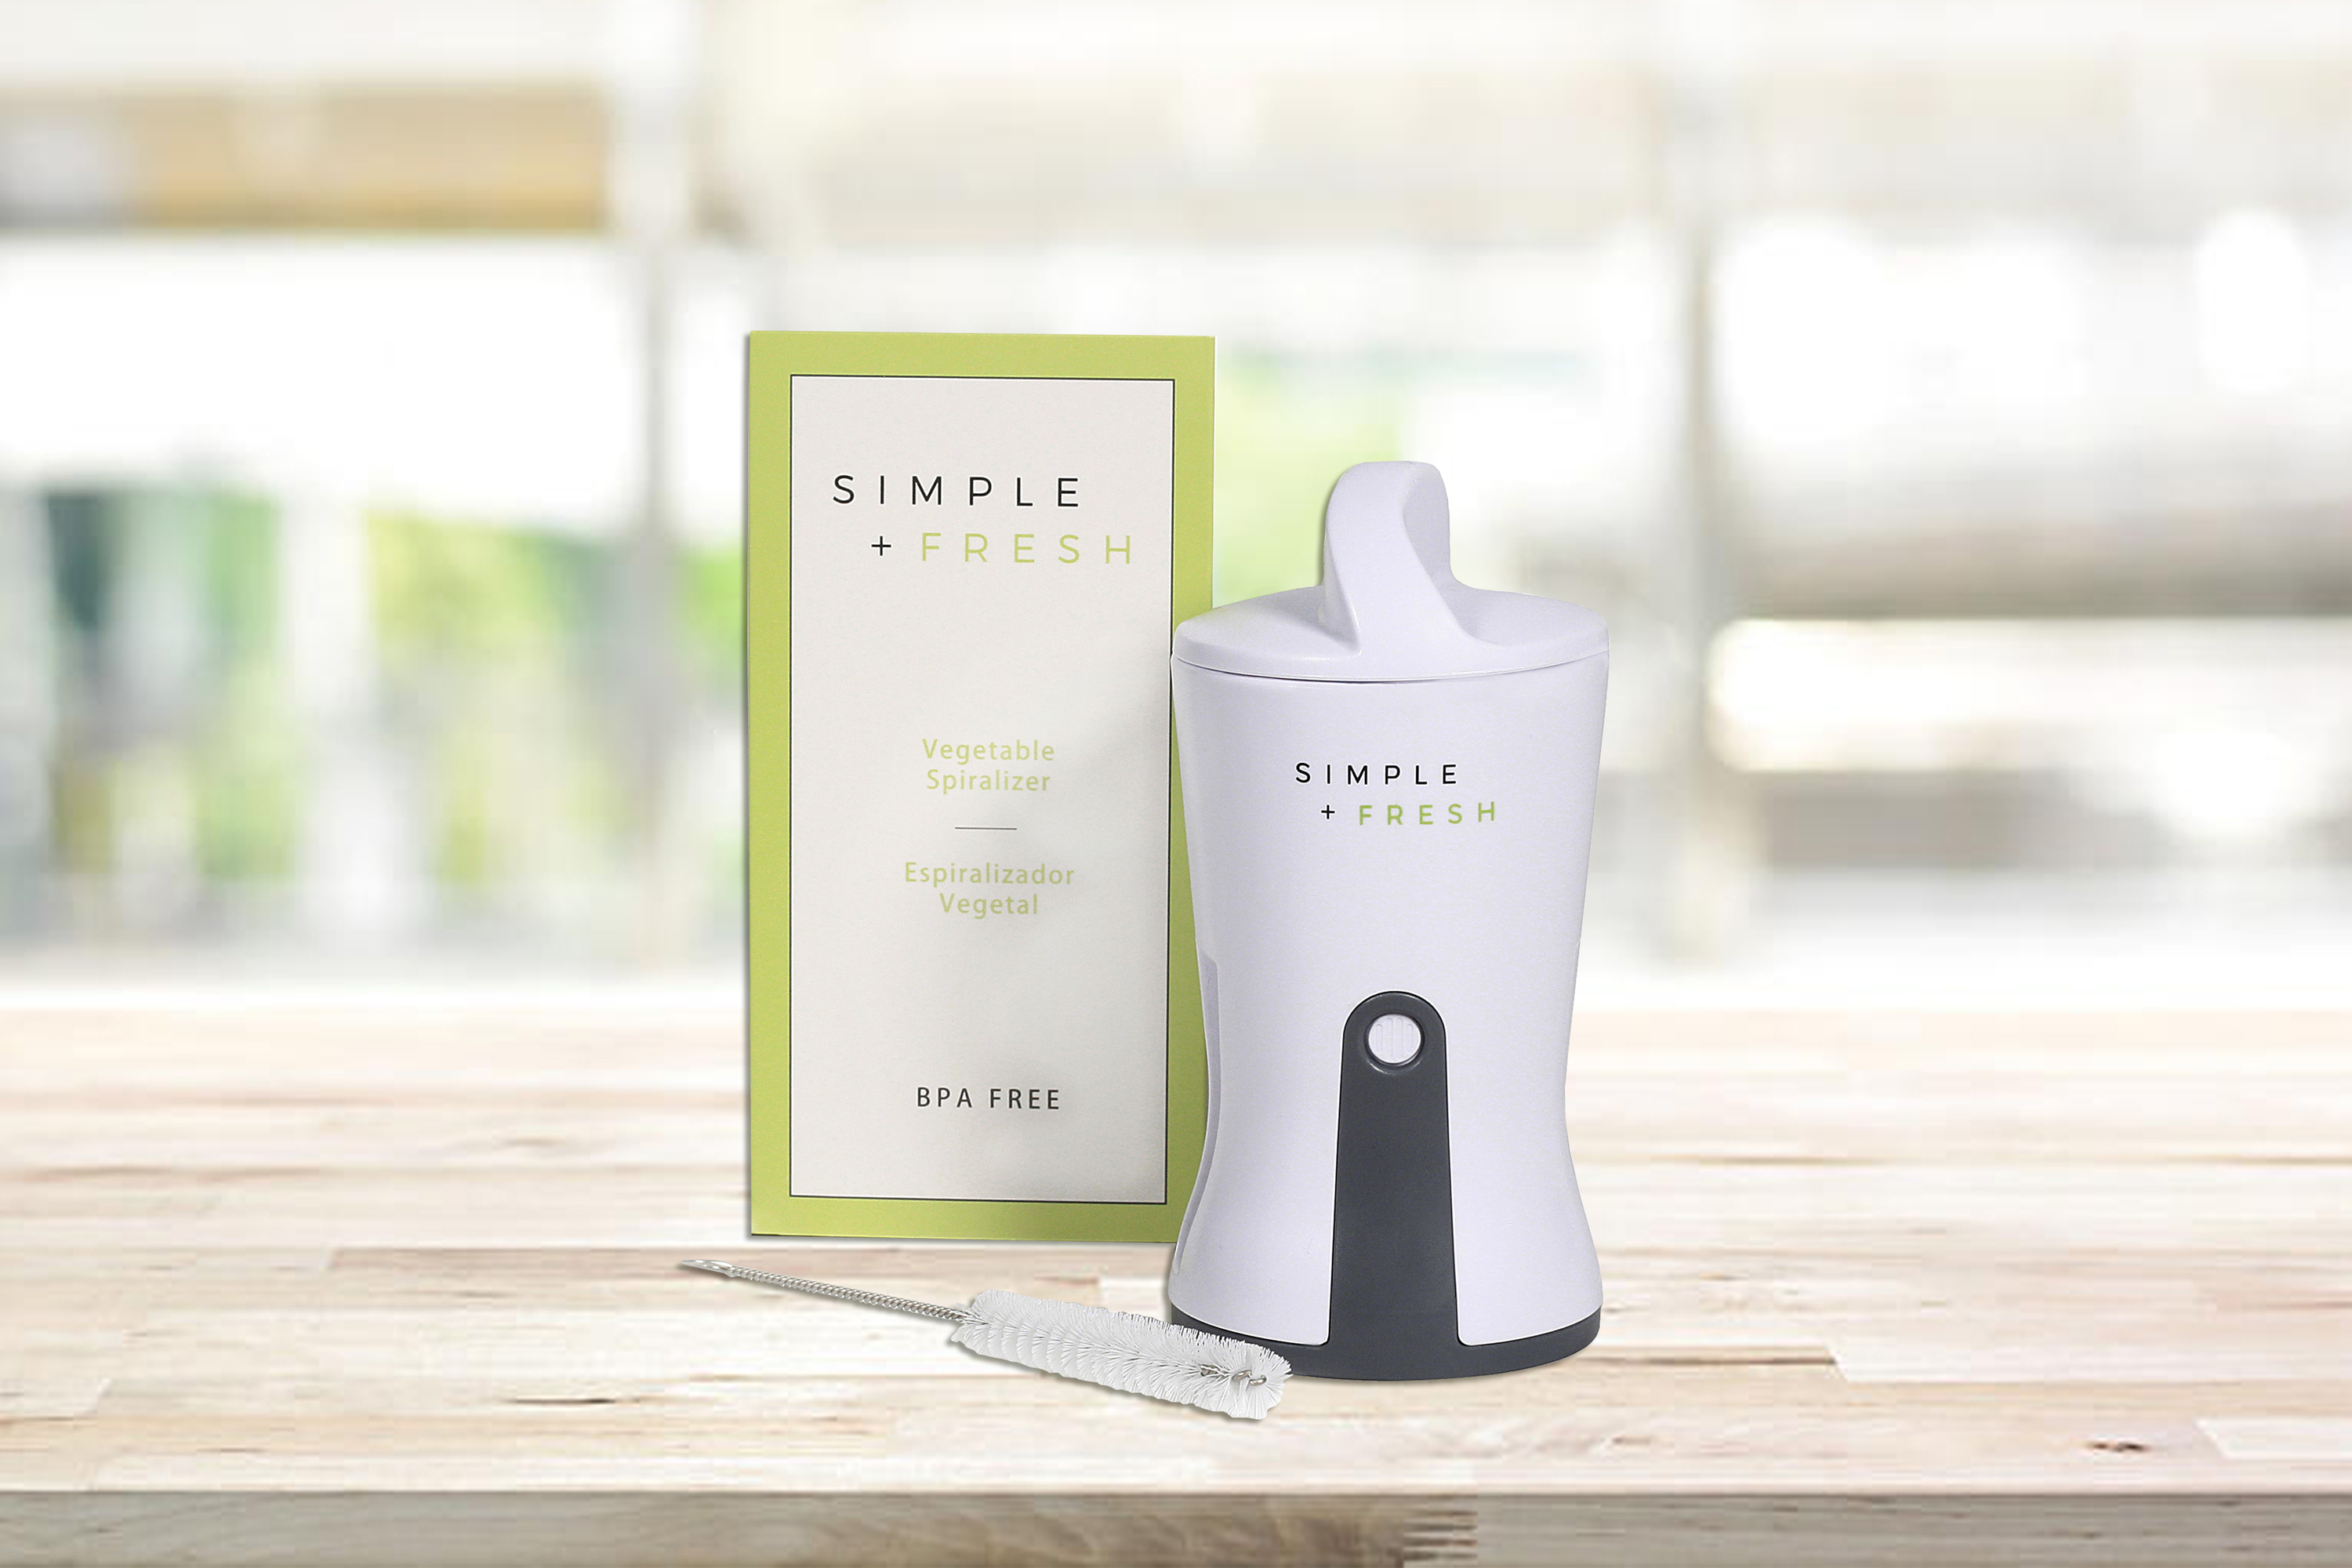 SIMPLE
+ FRESH
Vegetable
Spiralizer
Espiralizador
Vegetal
BPA FREE
SIMPLE
+ FRESH